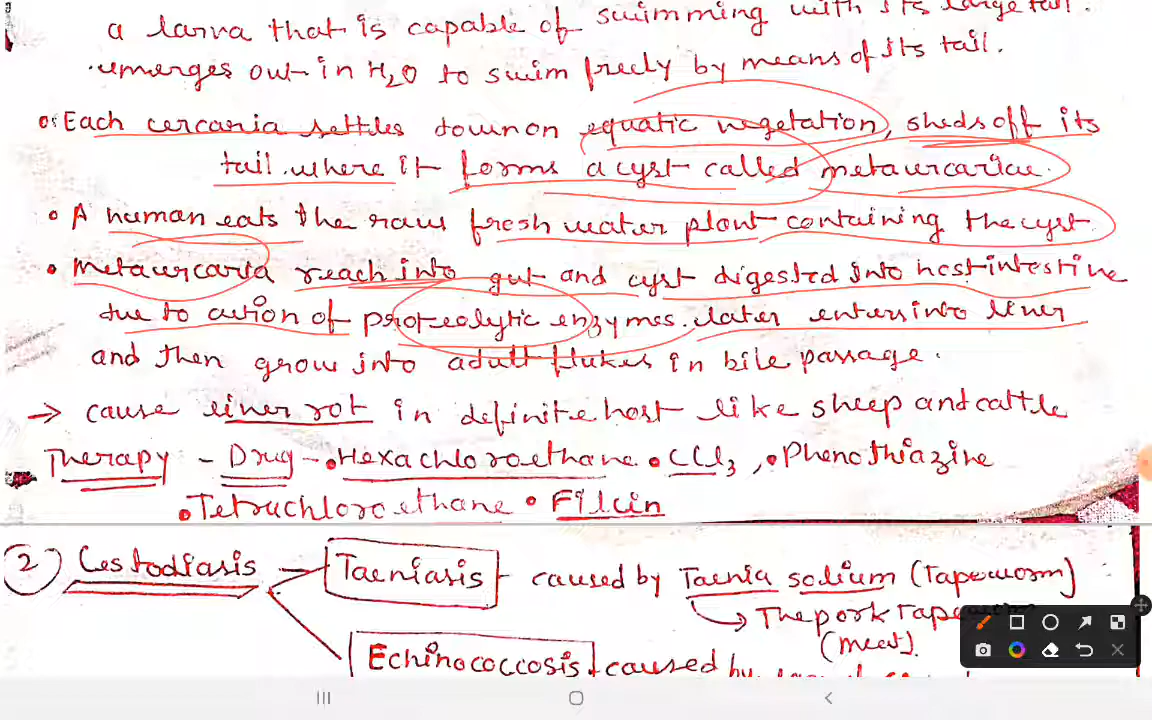 a larva that is capable of swimming with its large tail.
emerges out in H₂O to swim freely by means of its tail.
Each cercaria settles down on equatic vegetation, sheds off its
tail. where it forms a cyst called metacercariae.
• A human eats the raw fresh water plant containing the cyst.
• Metacercaria reach into gut and cyst digested into host intestine
due to action of proteolytic enzymes. later enters into liver
and then grow into adult flukes in bile passage.
→ cause liver rot in definite host like sheep and cattle
Therapy - Drug - • Hexachloroethane • CCl₃, • Phenothiazine
• Tetrachloroethane • Filcin
② Cestodiasis → Taeniasis - caused by Taenia solium (Tapeworm)
→ The pork
(meat).
Echinococcosis caused by